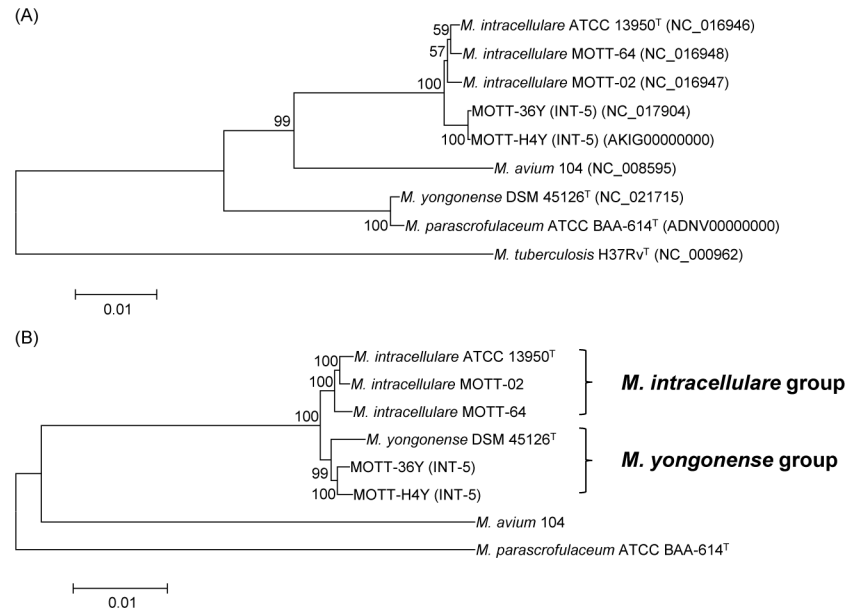 (A)
59
M. intracellulare ATCC 13950ᵀ (NC_016946)
57
M. intracellulare MOTT-64 (NC_016948)
100
M. intracellulare MOTT-02 (NC_016947)
99
MOTT-36Y (INT-5) (NC_017904)
100
MOTT-H4Y (INT-5) (AKIG00000000)
M. avium 104 (NC_008595)
M. yongonense DSM 45126ᵀ (NC_021715)
100
M. parascrofulaceum ATCC BAA-614ᵀ (ADNV00000000)
M. tuberculosis H37Rvᵀ (NC_000962)
0.01
(B)
100
M. intracellulare ATCC 13950ᵀ
100
M. intracellulare MOTT-02
M. intracellulare group
100
M. intracellulare MOTT-64
M. yongonense DSM 45126ᵀ
99
MOTT-36Y (INT-5)
M. yongonense group
100
MOTT-H4Y (INT-5)
M. avium 104
M. parascrofulaceum ATCC BAA-614ᵀ
0.01